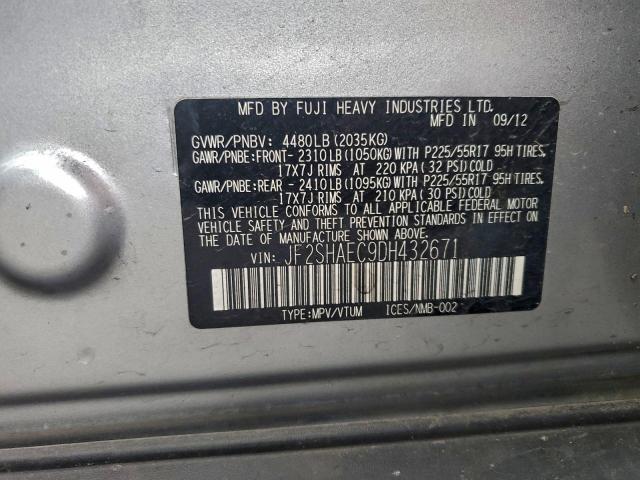 MFD BY FUJI HEAVY INDUSTRIES LTD.
MFD IN 09/12
GVWR/PNBV: 4480LB(2035KG)
GAWR/PNBE:FRONT- 2310LB(1050KG)WITH P225/55R17 95H TIRES,
17X7J RIMS AT 220 KPA(32 PSI)COLD
GAWR/PNBE:REAR - 2410LB(1095KG)WITH P225/55R17 95H TIRES,
17X7J RIMS AT 210 KPA(30 PSI)COLD
THIS VEHICLE CONFORMS TO ALL APPLICABLE FEDERAL MOTOR
VEHICLE SAFETY AND THEFT PREVENTION STANDARDS IN EFFECT
ON THE DATE OF MANUFACTURE SHOWN ABOVE.
VIN: JF2SHAEC9DH432671
TYPE:MPV/VTUM ICES/NMB-002